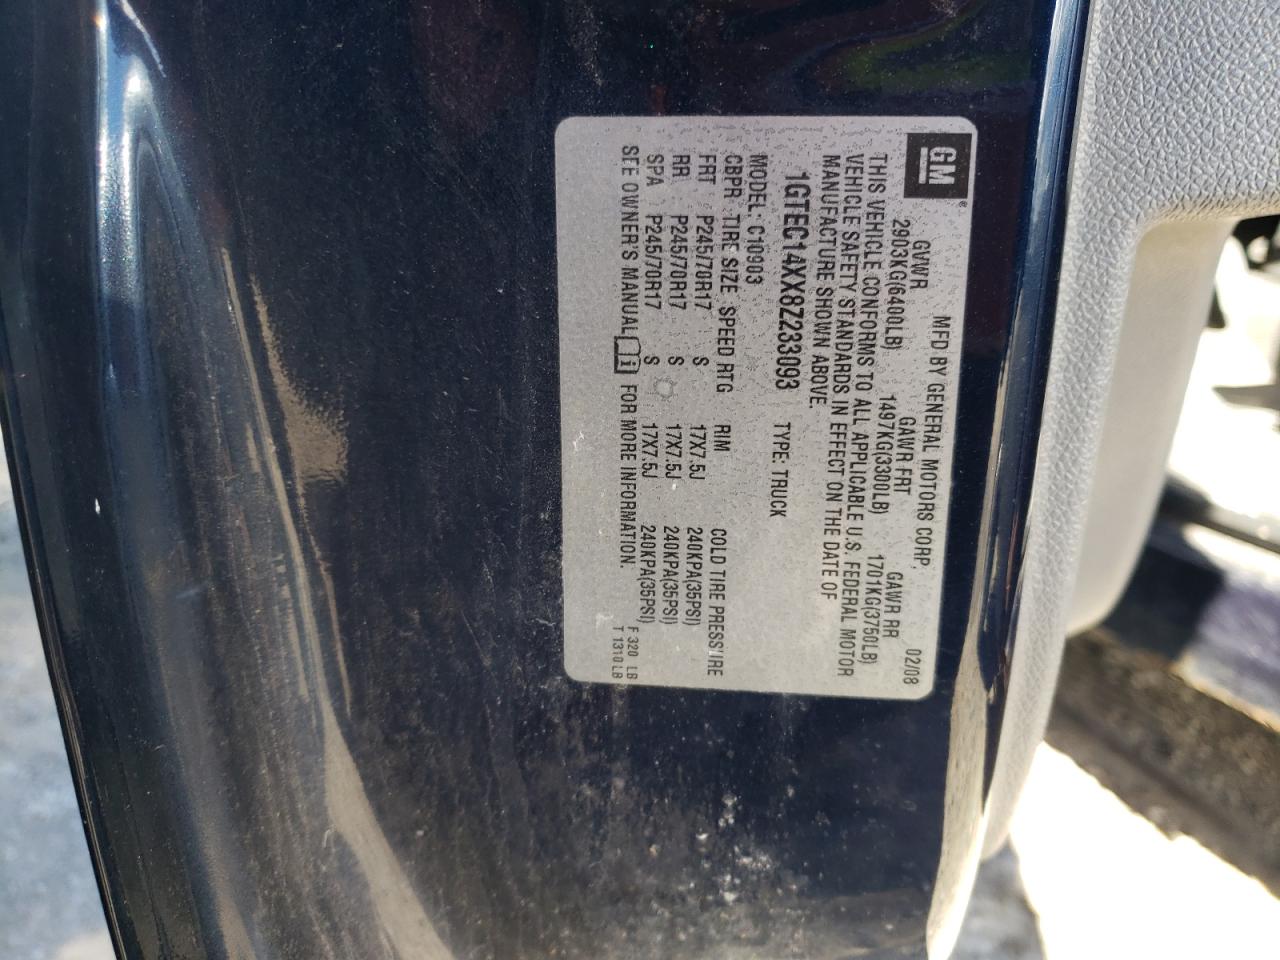 GM
MFD BY GENERAL MOTORS CORP. 02/08
GVWR GAWR FRT GAWR RR
2903KG(6400LB) 1497KG(3300LB) 1701KG(3750LB)
THIS VEHICLE CONFORMS TO ALL APPLICABLE U.S. FEDERAL MOTOR
VEHICLE SAFETY STANDARDS IN EFFECT ON THE DATE OF
MANUFACTURE SHOWN ABOVE.
1GTEC14XX8Z233093 TYPE: TRUCK
MODEL: C10903
CBPR TIRE SIZE SPEED RTG RIM COLD TIRE PRESSURE
FRT P245/70R17 S 17X7.5J 240KPA(35PSI)
RR P245/70R17 S 17X7.5J 240KPA(35PSI)
SPA P245/70R17 S 17X7.5J 240KPA(35PSI)
SEE OWNER'S MANUAL i FOR MORE INFORMATION. F 320 LB
T 1310 LB